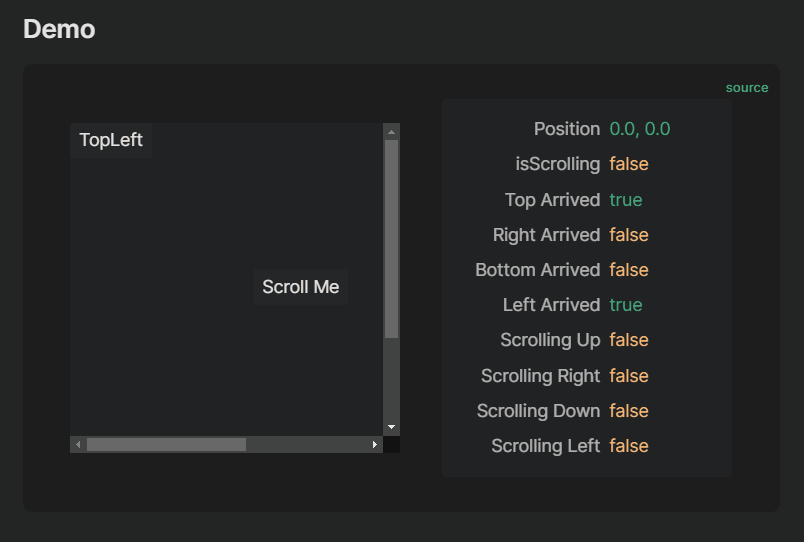 Demo
source
TopLeft
Scroll Me
Position 0.0, 0.0
isScrolling false
Top Arrived true
Right Arrived false
Bottom Arrived false
Left Arrived true
Scrolling Up false
Scrolling Right false
Scrolling Down false
Scrolling Left false